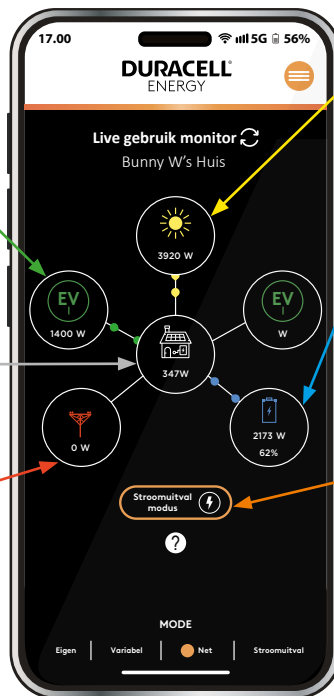 17.00
5G 56%
DURACELL
ENERGY
Live gebruik monitor
Bunny W's Huis
3920 W
EV
1400 W
EV
W
347W
0 W
2173 W
62%
Stroomuitval
modus
?
MODE
Eigen
Variabel
Net
Stroomuitval